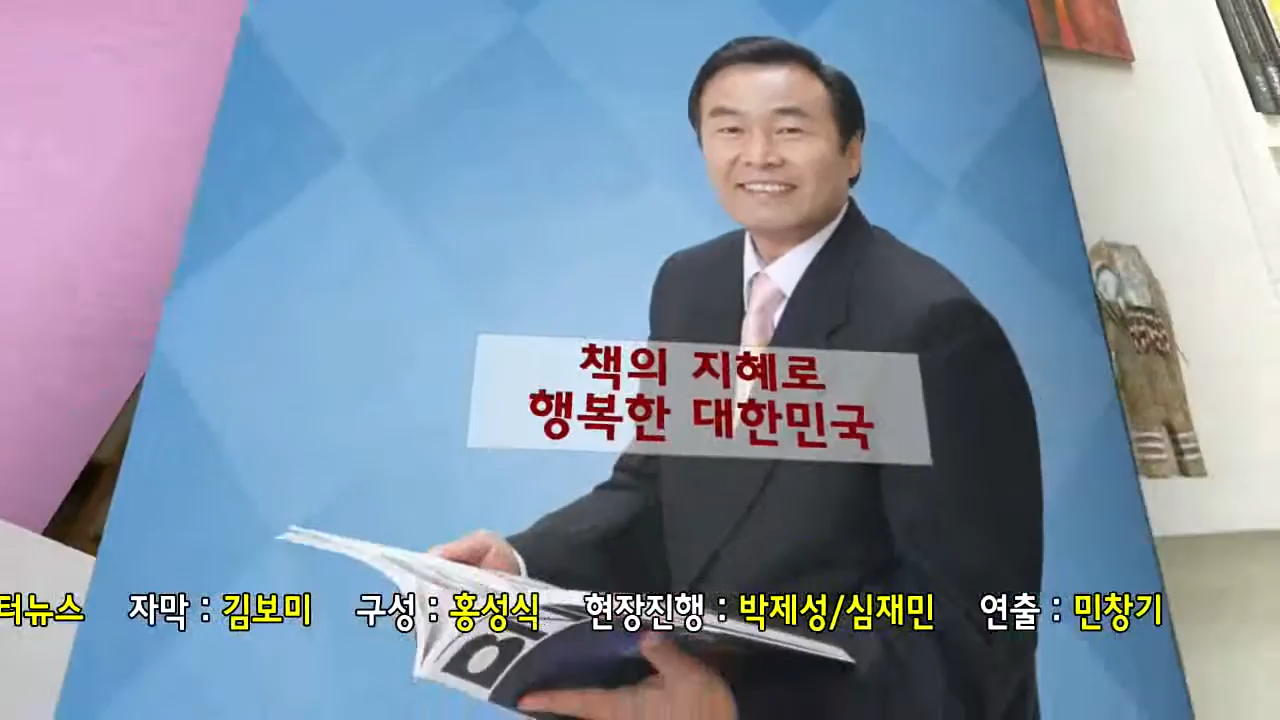 책의 지혜로
행복한 대한민국
터뉴스 자막 : 김보미 구성 : 홍성식 현장진행 : 박제성/심재민 연출 : 민창기